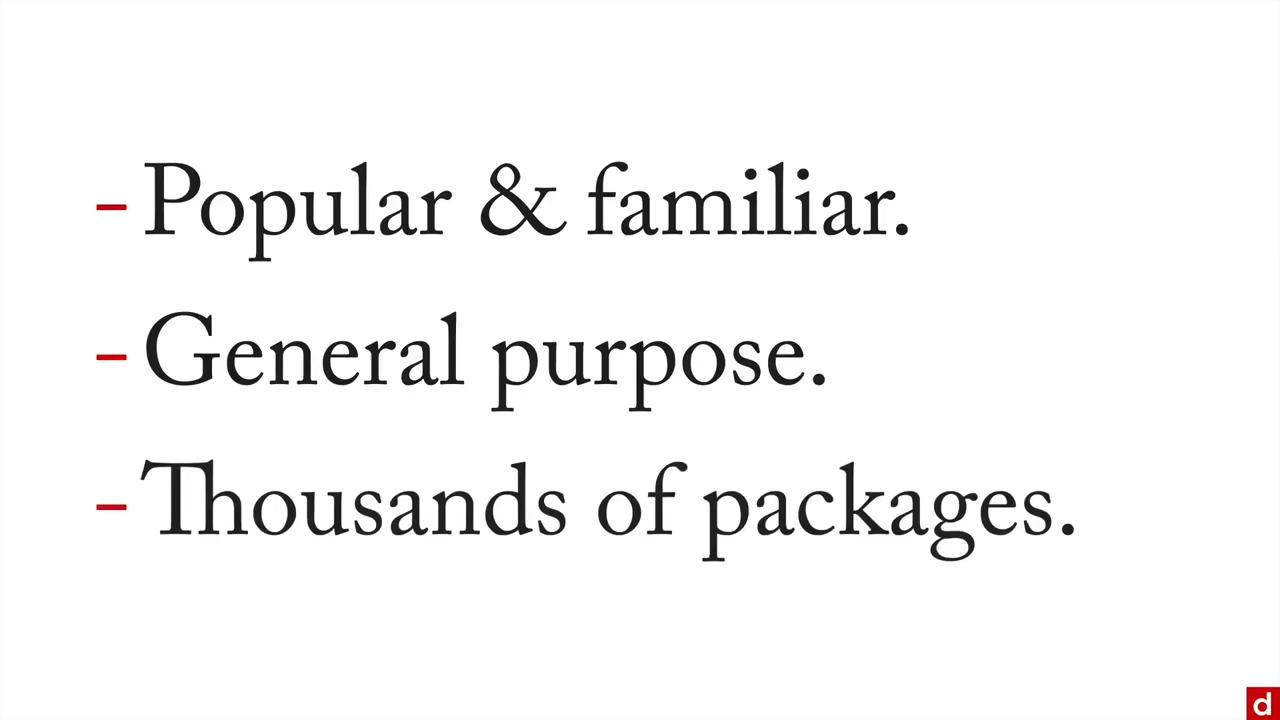 - Popular & familiar.
- General purpose.
- Thousands of packages.
d